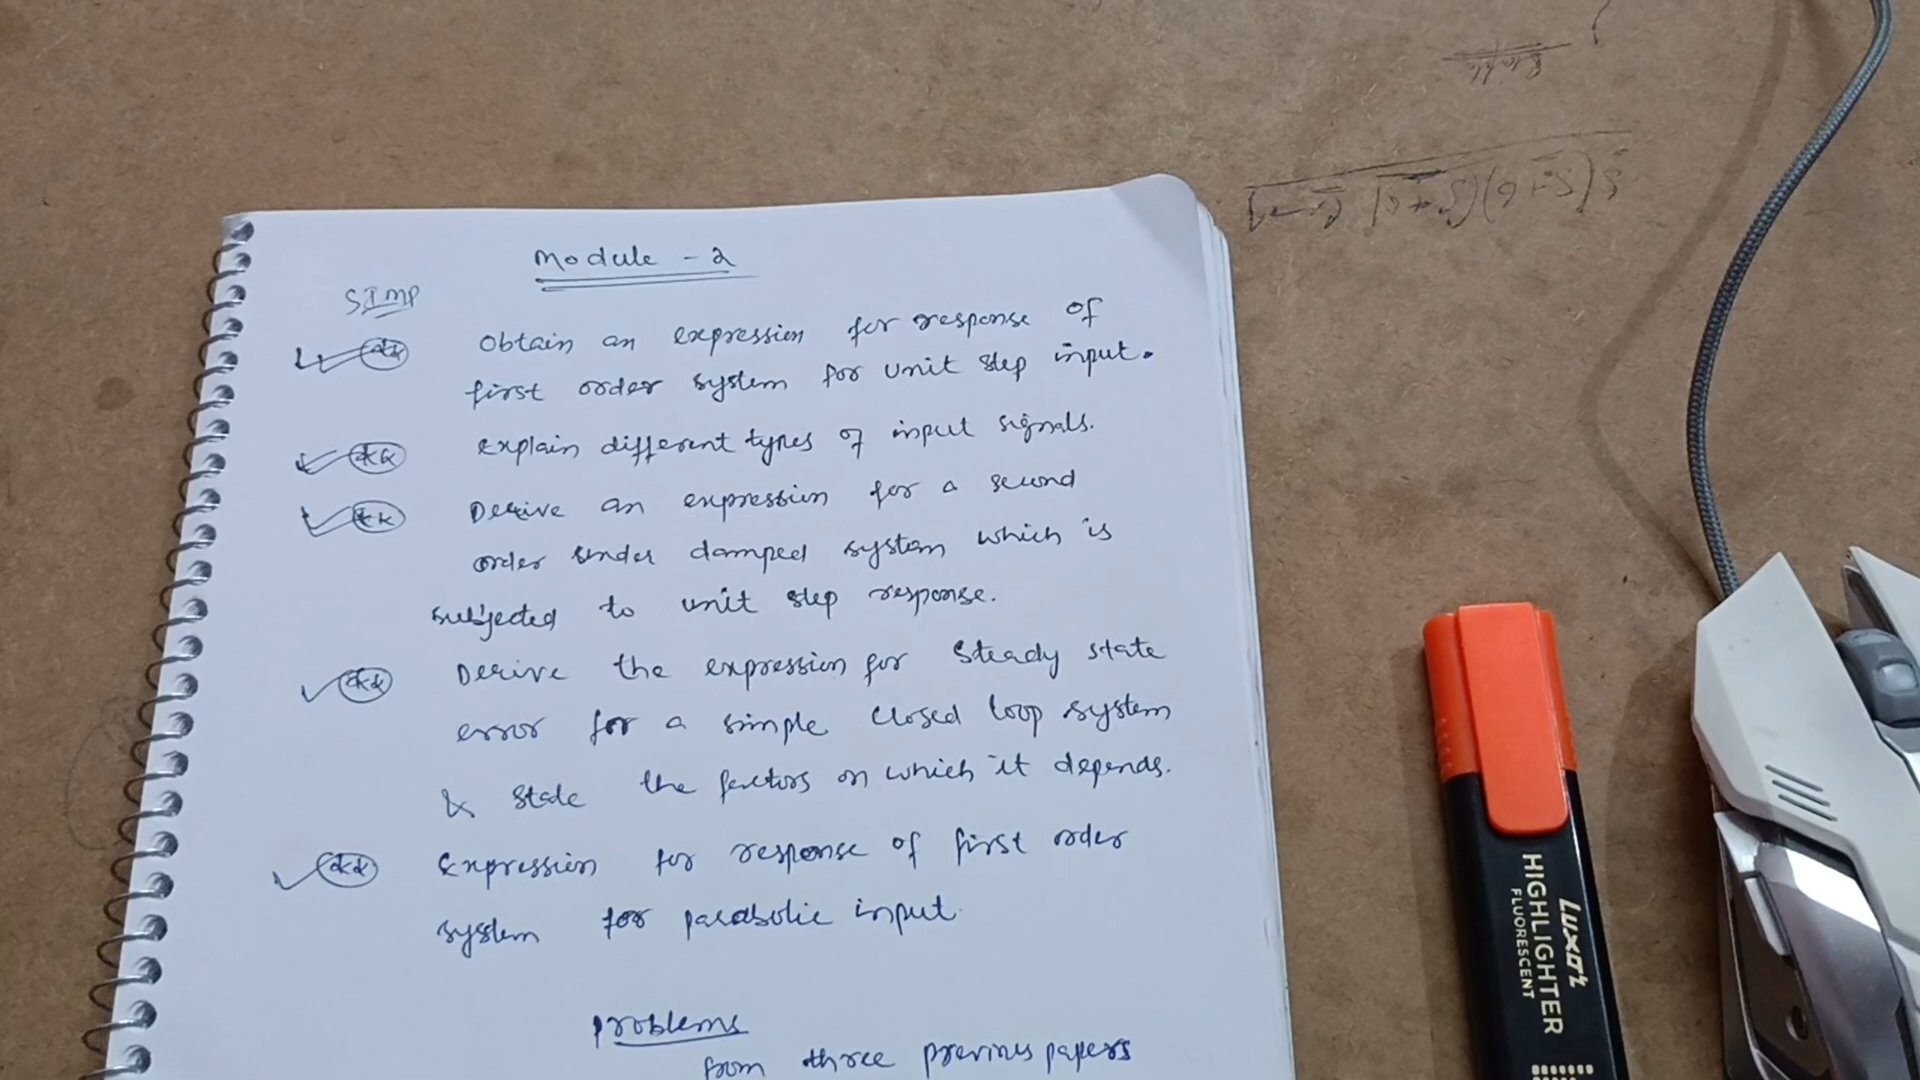 Module - 2
SIMP
Obtain an expression for response of
first order system for unit step input.
Explain different types of input signals.
Derive an expression for a second
order under damped system which is
subjected to unit step response.
Derive the expression for steady state
error for a simple closed loop system
& state the factors on which it depends.
Expression for response of first order
system for parabolic input.
Problems
from three previous papers
LUXOR
HIGHLIGHTER
FLUORESCENT